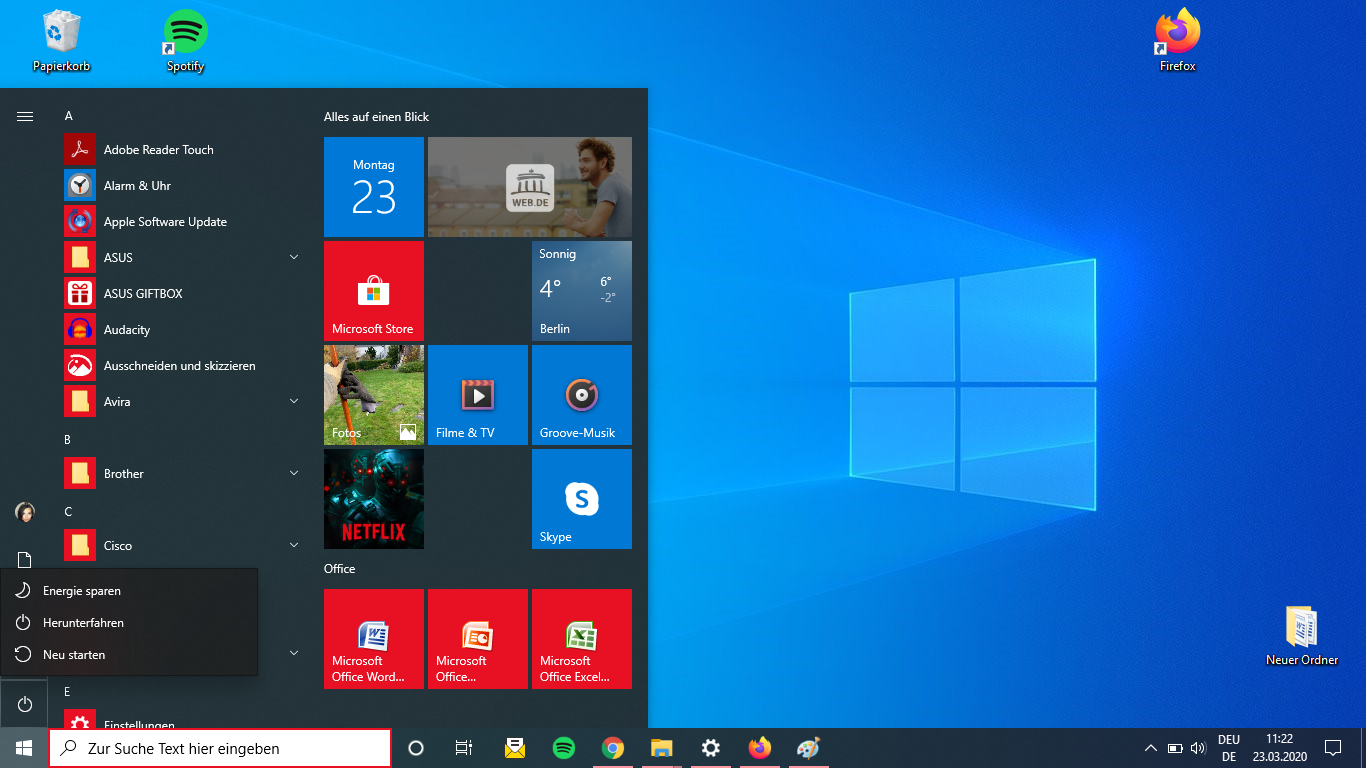 Papierkorb
Spotify
Firefox
A
Adobe Reader Touch
Alarm & Uhr
Apple Software Update
ASUS
ASUS GIFTBOX
Audacity
Ausschneiden und skizzieren
Avira
B
Brother
C
Cisco
Energie sparen
Herunterfahren
Neu starten
E
Einstellungen
Alles auf einen Blick
Montag
23
WEB.DE
Microsoft Store
Sonnig
4° 6°
-2°
Berlin
Fotos
Filme & TV
Groove-Musik
NETFLIX
S
Skype
Office
Microsoft
Office Word...
Microsoft
Office...
Microsoft
Office Excel...
Neuer Ordner
Zur Suche Text hier eingeben
DEU
DE
11:22
23.03.2020